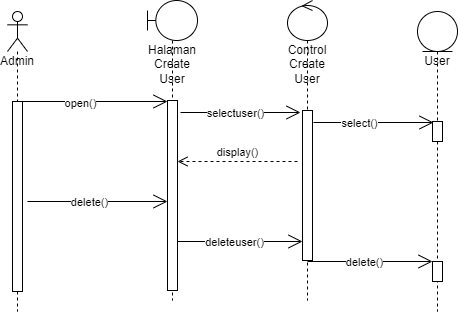 Admin
Halaman
Create
User
Control
Create
User
User
open()
selectuser()
select()
display()
delete()
deleteuser()
delete()